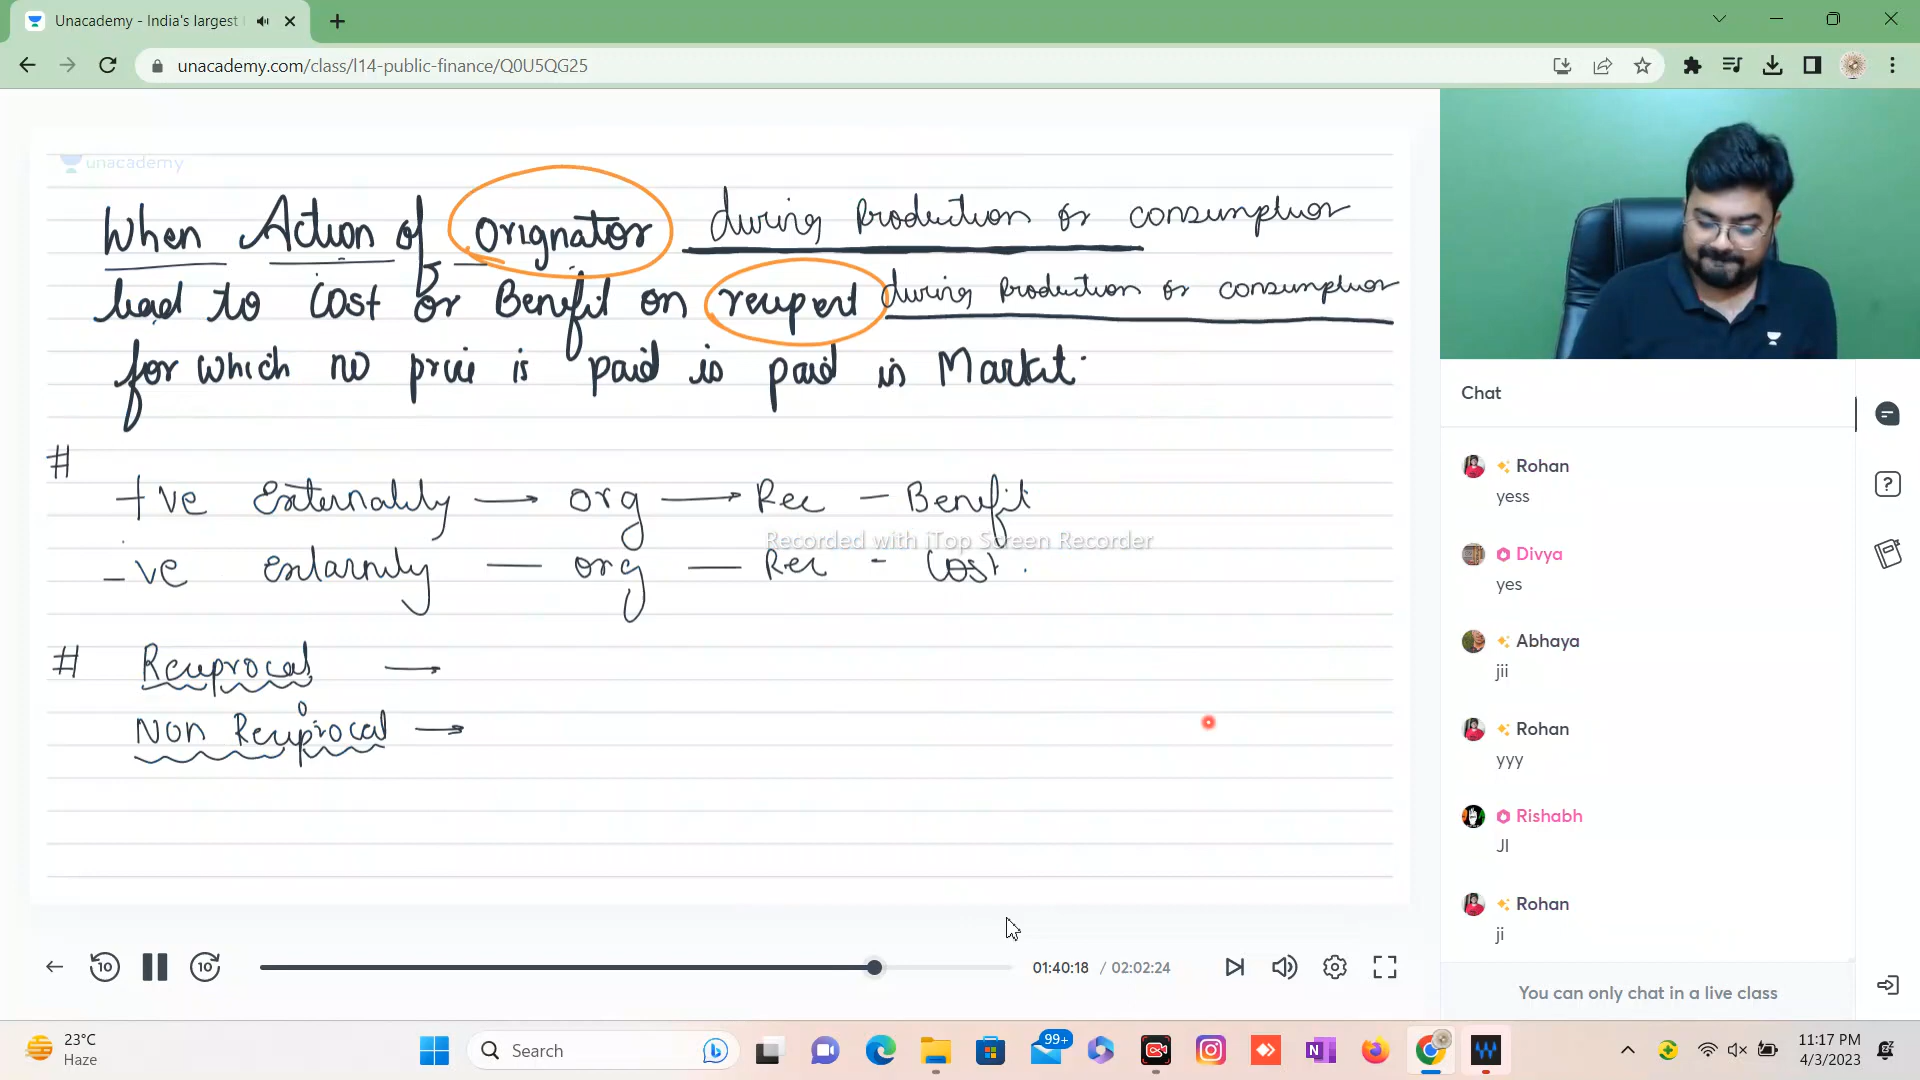 Unacademy - India's largest
unacademy.com/class/l14-public-finance/Q0U5QG25
unacademy
When Action of orignator during Production or consumption
lead to Cost or Benefit on recipent during Production or consumption
for which no price is paid is paid in Market.
#
+ve Externality → org → Rec - Benefit
Recorded with iTop Screen Recorder
-ve externality — org — Rec - Cost.
# Reciprocal →
Non Reciprocal →
Chat
Rohan
yess
Divya
yes
Abhaya
jii
Rohan
yyy
Rishabh
JI
Rohan
ji
You can only chat in a live class
10 10 01:40:18 / 02:02:24
23°C
Haze
Search
99+
11:17 PM
4/3/2023